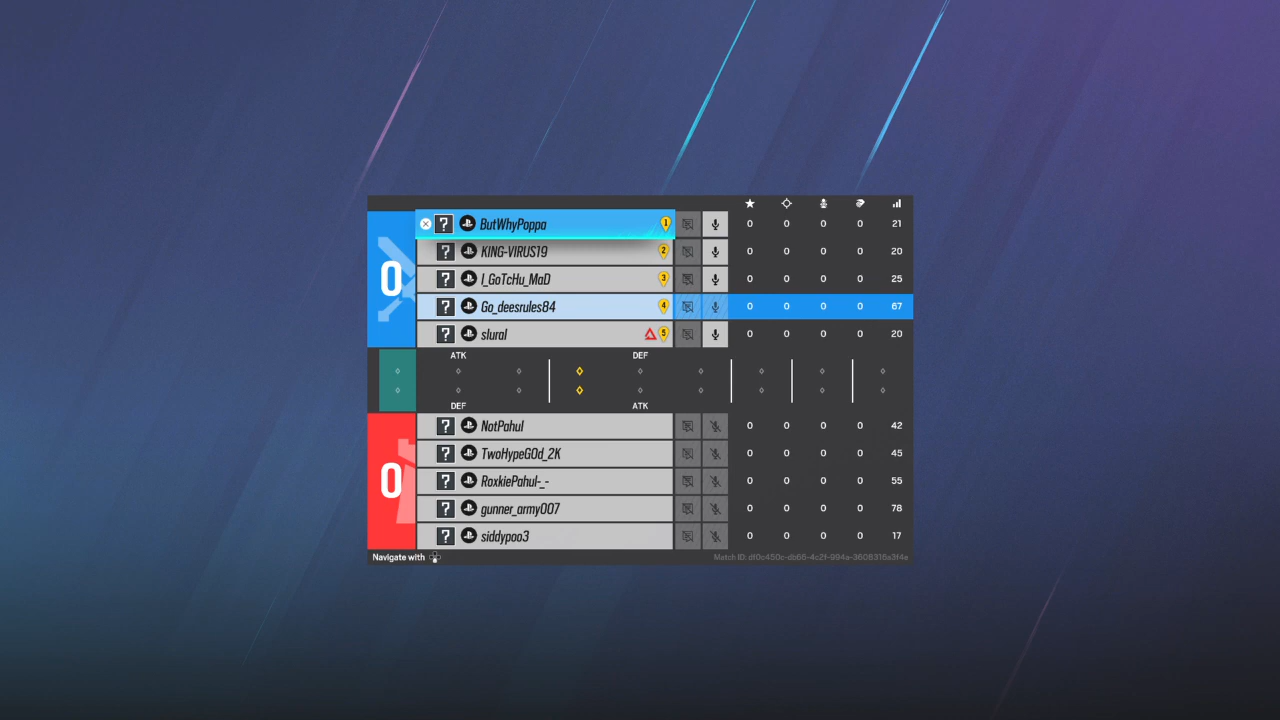 ButWhyPoppa 1 0 0 0 0 21
KING-VIRUS19 2 0 0 0 0 20
I_GoTcHu_MaD 3 0 0 0 0 25
Go_deesrules84 4 0 0 0 0 67
slural 5 0 0 0 0 20
0
ATK DEF
DEF ATK
NotPahul 0 0 0 0 42
TwoHypeG0d_2K 0 0 0 0 45
RoxkiePahul-_- 0 0 0 0 55
gunner_army007 0 0 0 0 78
siddypoo3 0 0 0 0 17
0
Navigate with
Match ID: